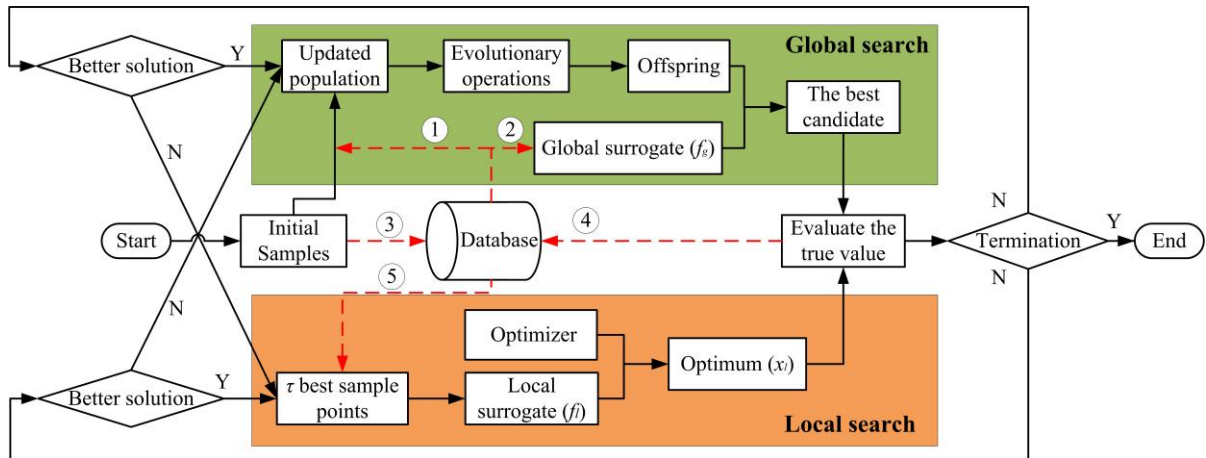 Better solution
Y
Updated
population
Evolutionary
operations
Offspring
Global search
The best
candidate
1
2
Global surrogate (fg)
N
N
Start
Initial
Samples
3
Database
4
Evaluate the
true value
Termination
Y
End
N
N
5
Optimizer
Optimum (xl)
Better solution
Y
τ best sample
points
Local
surrogate (fl)
Local search